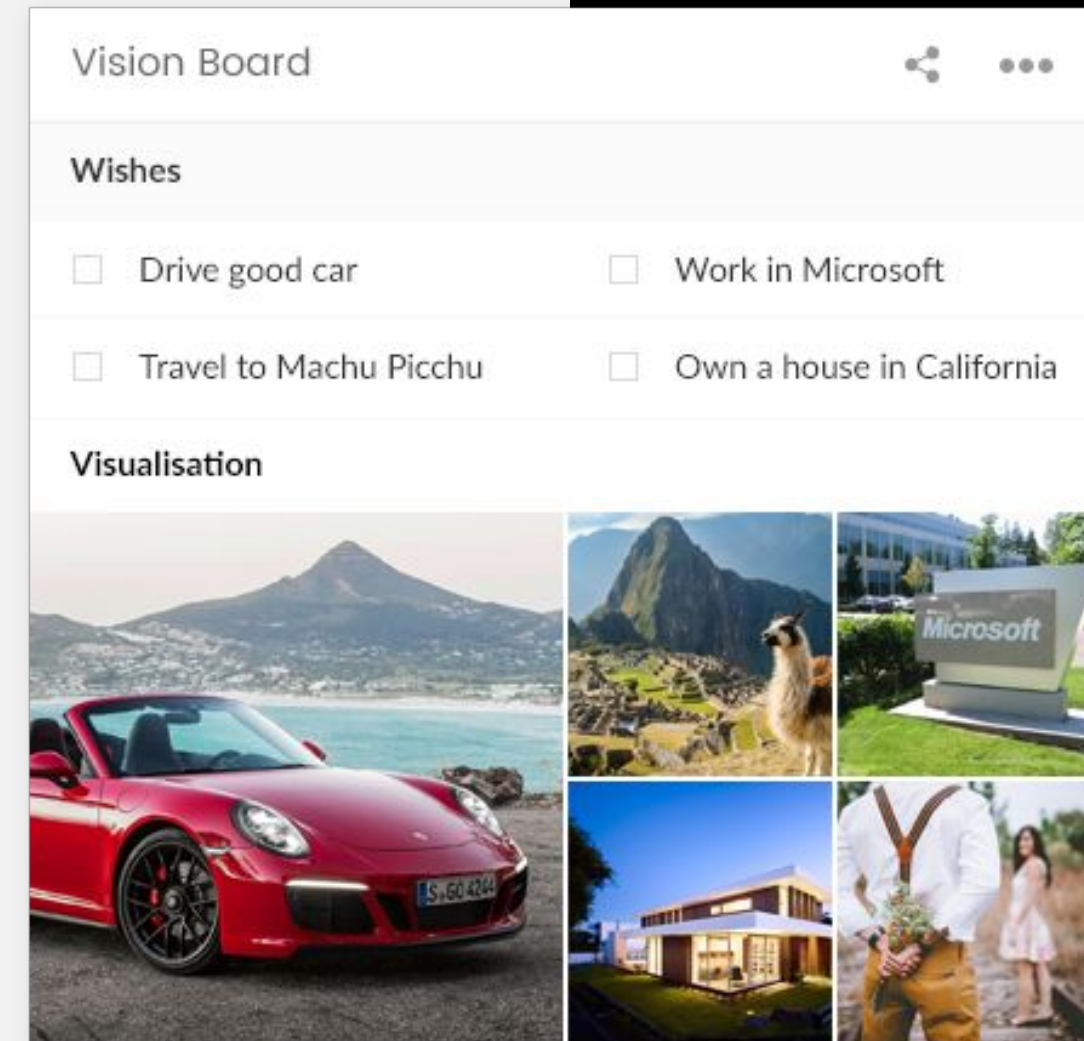 Vision Board
Wishes
Drive good car
Work in Microsoft
Travel to Machu Picchu
Own a house in California
Visualisation
Microsoft
S GO 4244